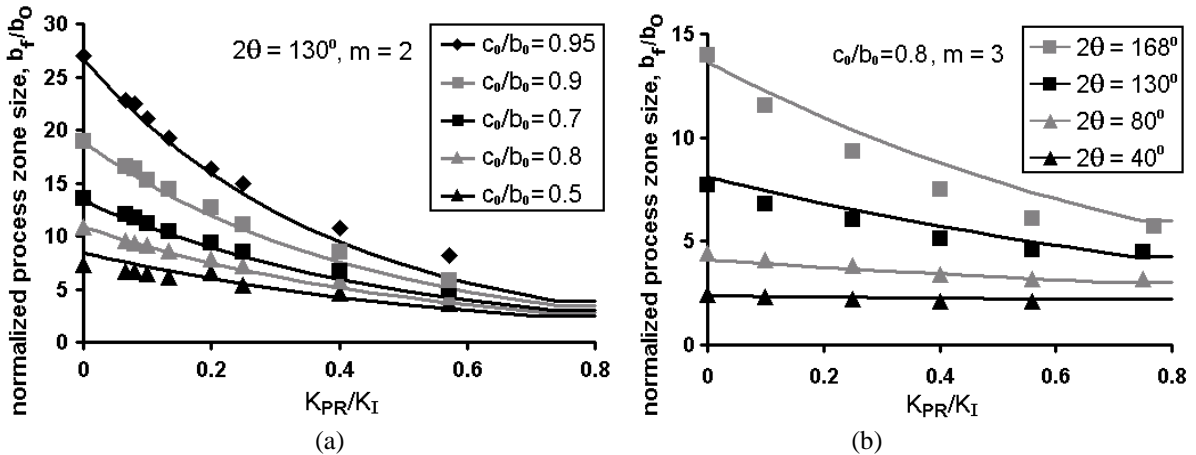 normalized process zone size, b_f/b_o
30
25
20
15
10
5
0
2θ = 130⁰, m = 2
c₀/b₀ = 0.95
c₀/b₀ = 0.9
c₀/b₀ = 0.7
c₀/b₀ = 0.8
c₀/b₀ = 0.5
0 0.2 0.4 0.6 0.8
K_PR/K_I
(a)
normalized process zone size, b_f/b_o
15
10
5
0
c₀/b₀=0.8, m = 3
2θ = 168⁰
2θ = 130⁰
2θ = 80⁰
2θ = 40⁰
0 0.2 0.4 0.6 0.8
K_PR/K_I
(b)